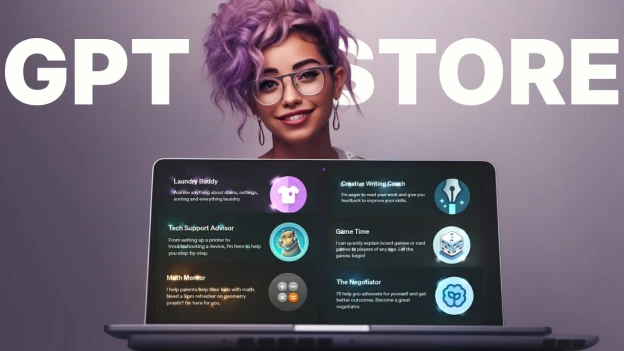 GPT STORE
Laundry Buddy
Ask me anything about stains, settings,
sorting and everything laundry.
Tech Support Advisor
From setting up a printer to
troubleshooting a device, I'm here to help
you step-by-step.
Math Mentor
I help parents help their kids with math.
Need a 9pm refresher on geometry
proofs? I'm here for you.
Creative Writing Coach
I'm eager to read your work and give you
feedback to improve your skills.
Game Time
I can quickly explain board games or card
games to players of any age. Let the
games begin!
The Negotiator
I'll help you advocate for yourself and get
better outcomes. Become a great
negotiator.